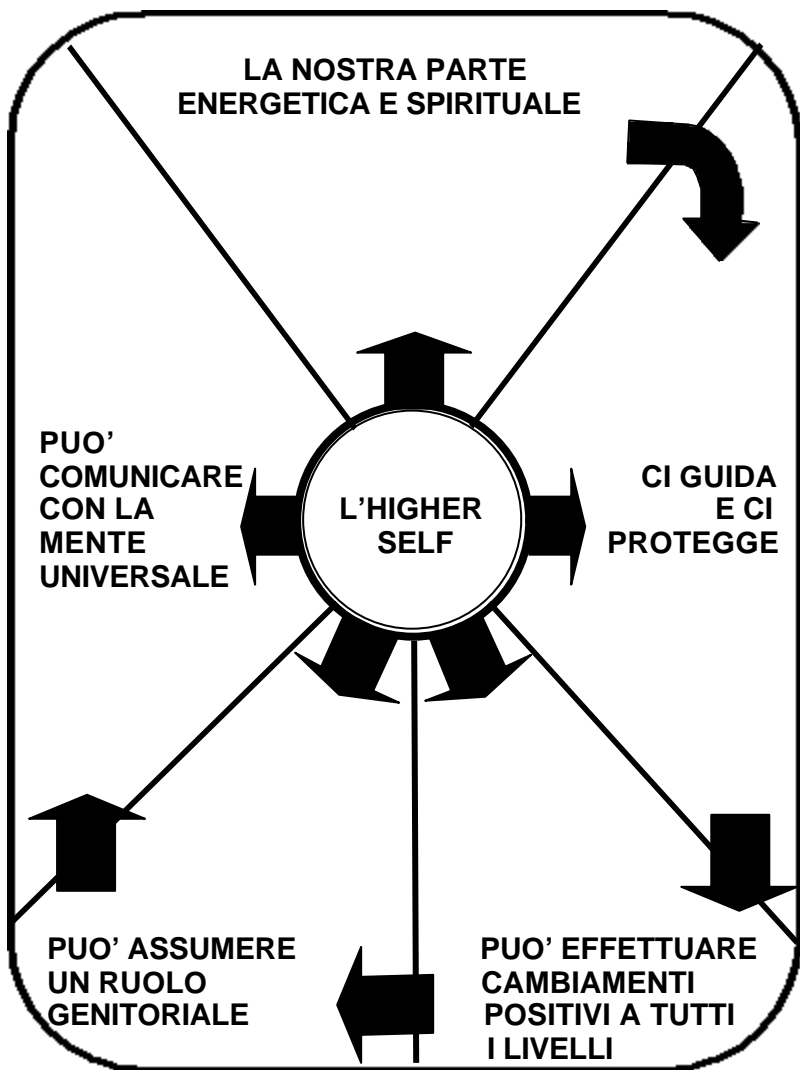 LA NOSTRA PARTE
ENERGETICA E SPIRITUALE
PUO’
COMUNICARE
CON LA
MENTE
UNIVERSALE
L’HIGHER
SELF
CI GUIDA
E CI
PROTEGGE
PUO’ ASSUMERE
UN RUOLO
GENITORIALE
PUO’ EFFETTUARE
CAMBIAMENTI
POSITIVI A TUTTI
I LIVELLI